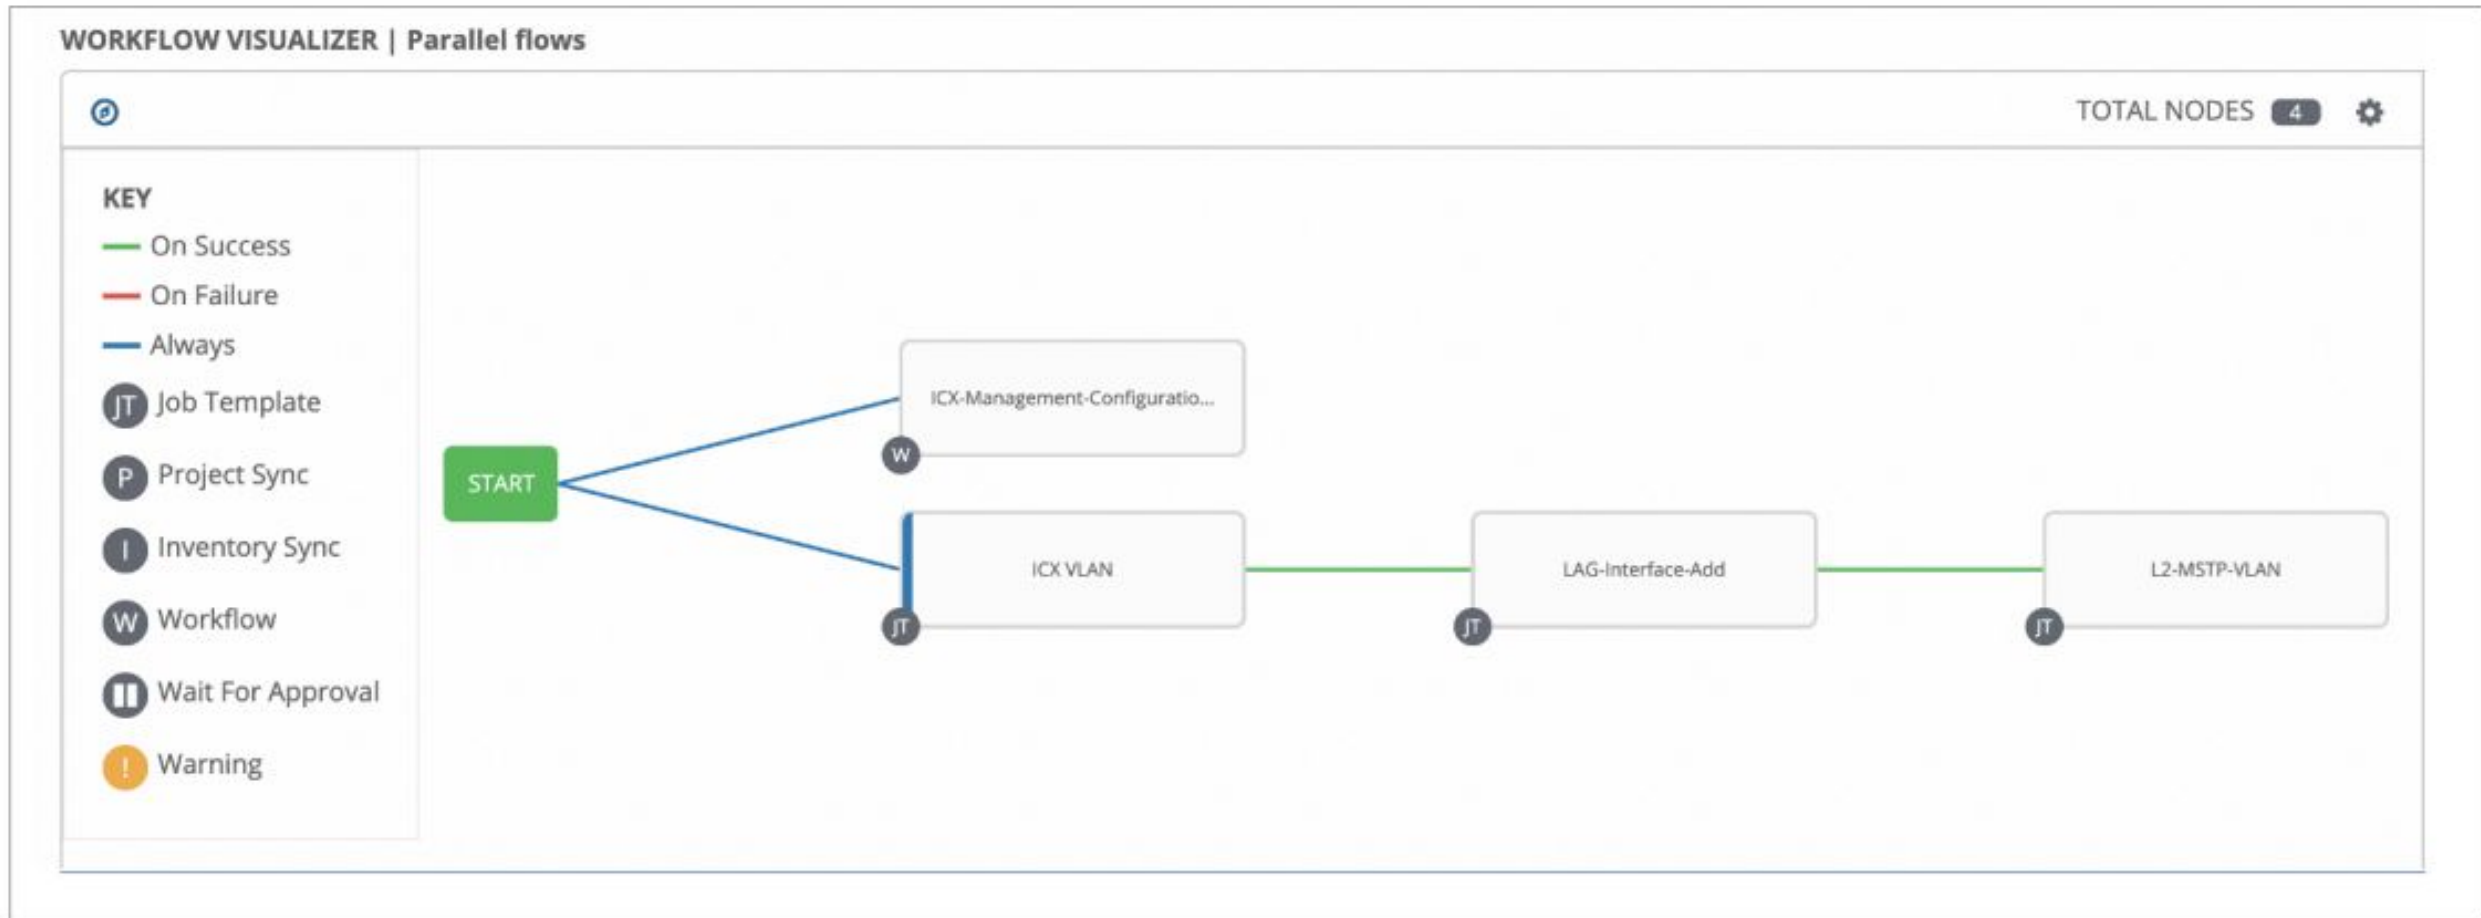 WORKFLOW VISUALIZER | Parallel flows
TOTAL NODES 4
KEY
On Success
On Failure
Always
JT Job Template
P Project Sync
I Inventory Sync
W Workflow
Wait For Approval
! Warning
START
ICX-Management-Configuratio...
W
ICX VLAN
JT
LAG-Interface-Add
JT
L2-MSTP-VLAN
JT